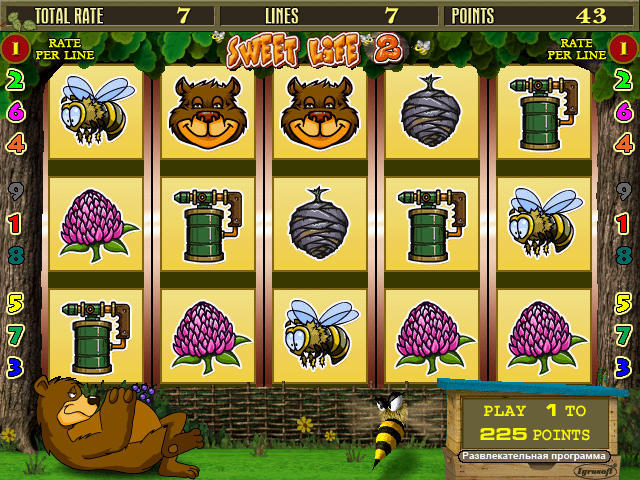 TOTAL RATE 7 LINES 7 POINTS 43
1 RATE PER LINE
SWEET LIFE 2
RATE PER LINE 1
2 2
6 6
4 4
9 9
1 1
8 8
5 5
7 7
3 3
PLAY 1 TO
225 POINTS
Развлекательная программа
Igrosoft